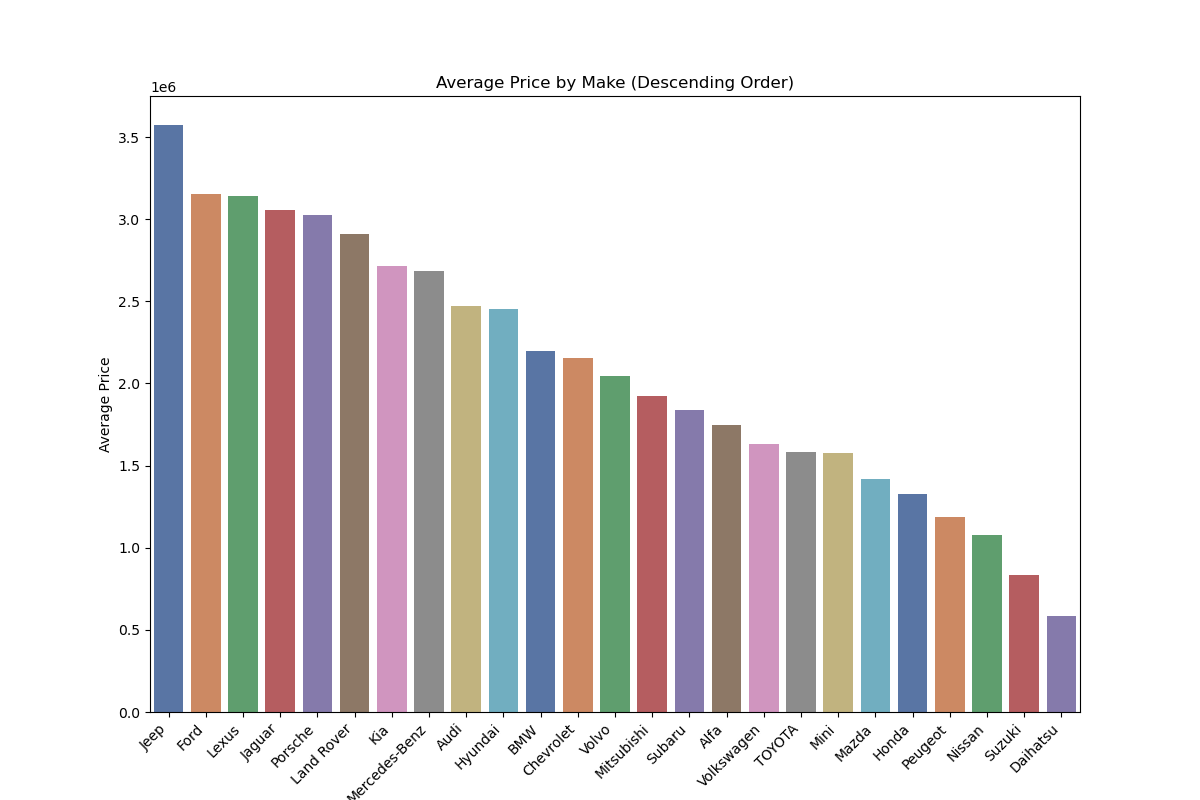 Average Price by Make (Descending Order)
1e6
3.5
3.0
2.5
2.0
1.5
1.0
0.5
0.0
Average Price
Jeep
Ford
Lexus
Jaguar
Porsche
Land Rover
Kia
Mercedes-Benz
Audi
Hyundai
BMW
Chevrolet
Volvo
Mitsubishi
Subaru
Alfa
Volkswagen
TOYOTA
Mini
Mazda
Honda
Peugeot
Nissan
Suzuki
Daihatsu